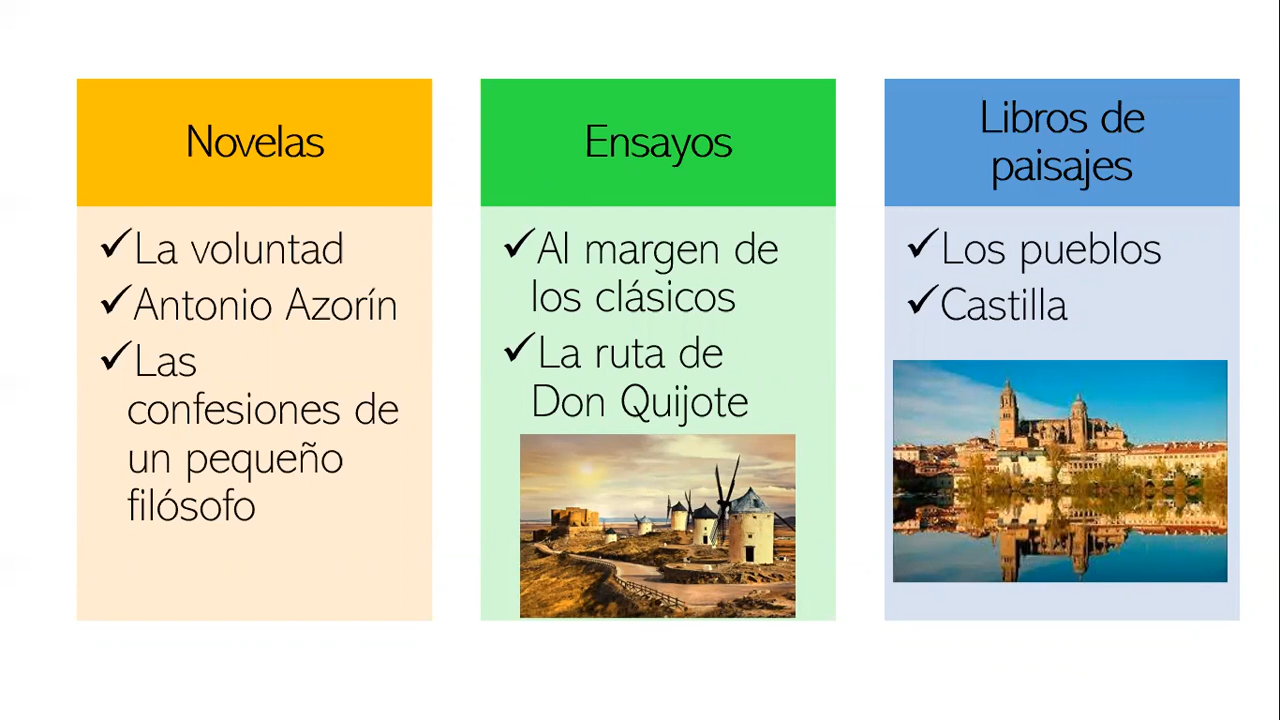 Novelas
✓La voluntad
✓Antonio Azorín
✓Las
confesiones de
un pequeño
filósofo
Ensayos
✓Al margen de
los clásicos
✓La ruta de
Don Quijote
Libros de
paisajes
✓Los pueblos
✓Castilla